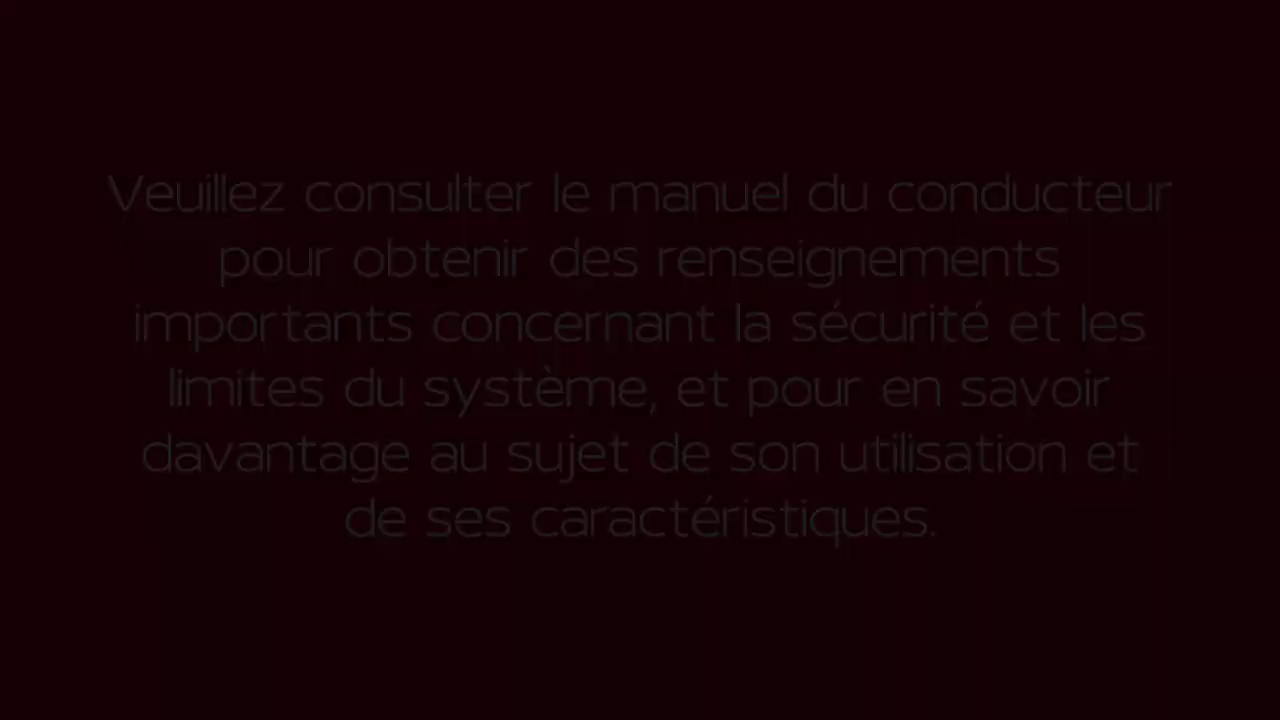 Veuillez consulter le manuel du conducteur
pour obtenir des renseignements
importants concernant la sécurité et les
limites du système, et pour en savoir
davantage au sujet de son utilisation et
de ses caractéristiques.